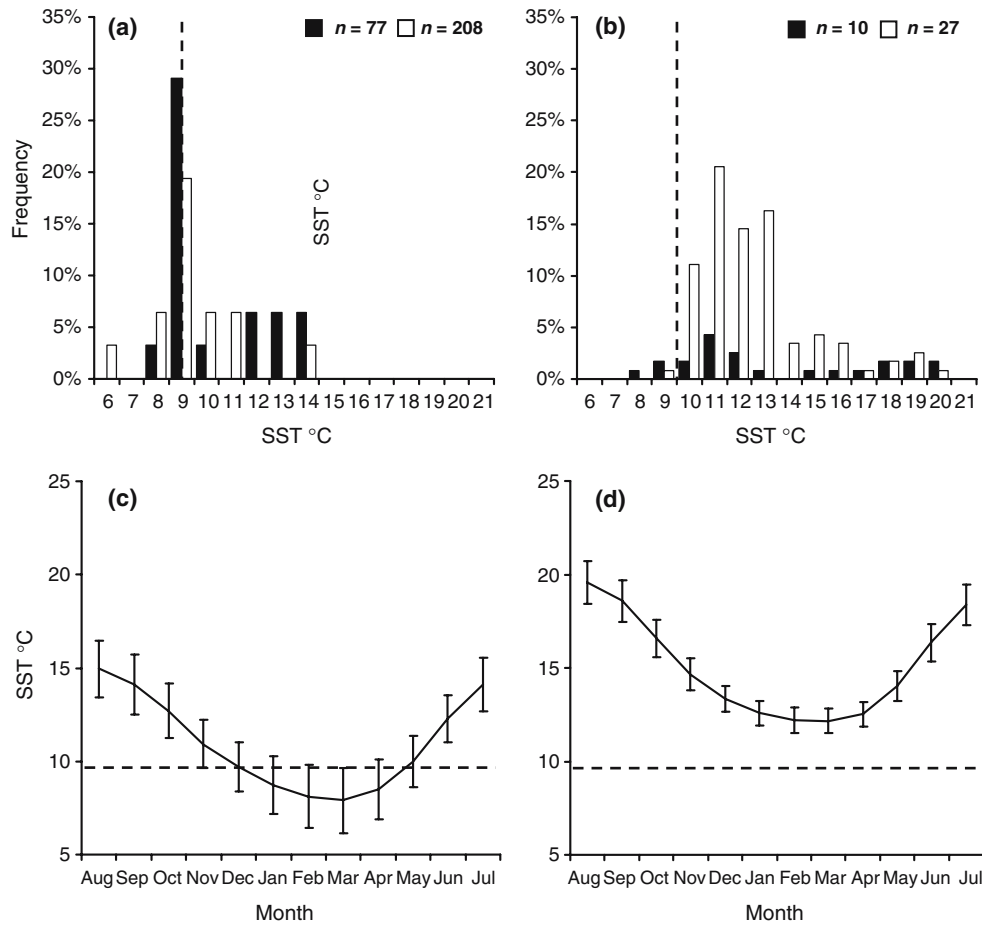 (a)
n = 77 n = 208
35%
30%
25%
20%
15%
10%
5%
0%
Frequency
SST °C
6 7 8 9 10 11 12 13 14 15 16 17 18 19 20 21
SST °C
(b)
n = 10 n = 27
35%
30%
25%
20%
15%
10%
5%
0%
6 7 8 9 10 11 12 13 14 15 16 17 18 19 20 21
SST °C
(c)
25
20
15
10
5
SST °C
Aug Sep Oct Nov Dec Jan Feb Mar Apr May Jun Jul
Month
(d)
25
20
15
10
5
Aug Sep Oct Nov Dec Jan Feb Mar Apr May Jun Jul
Month